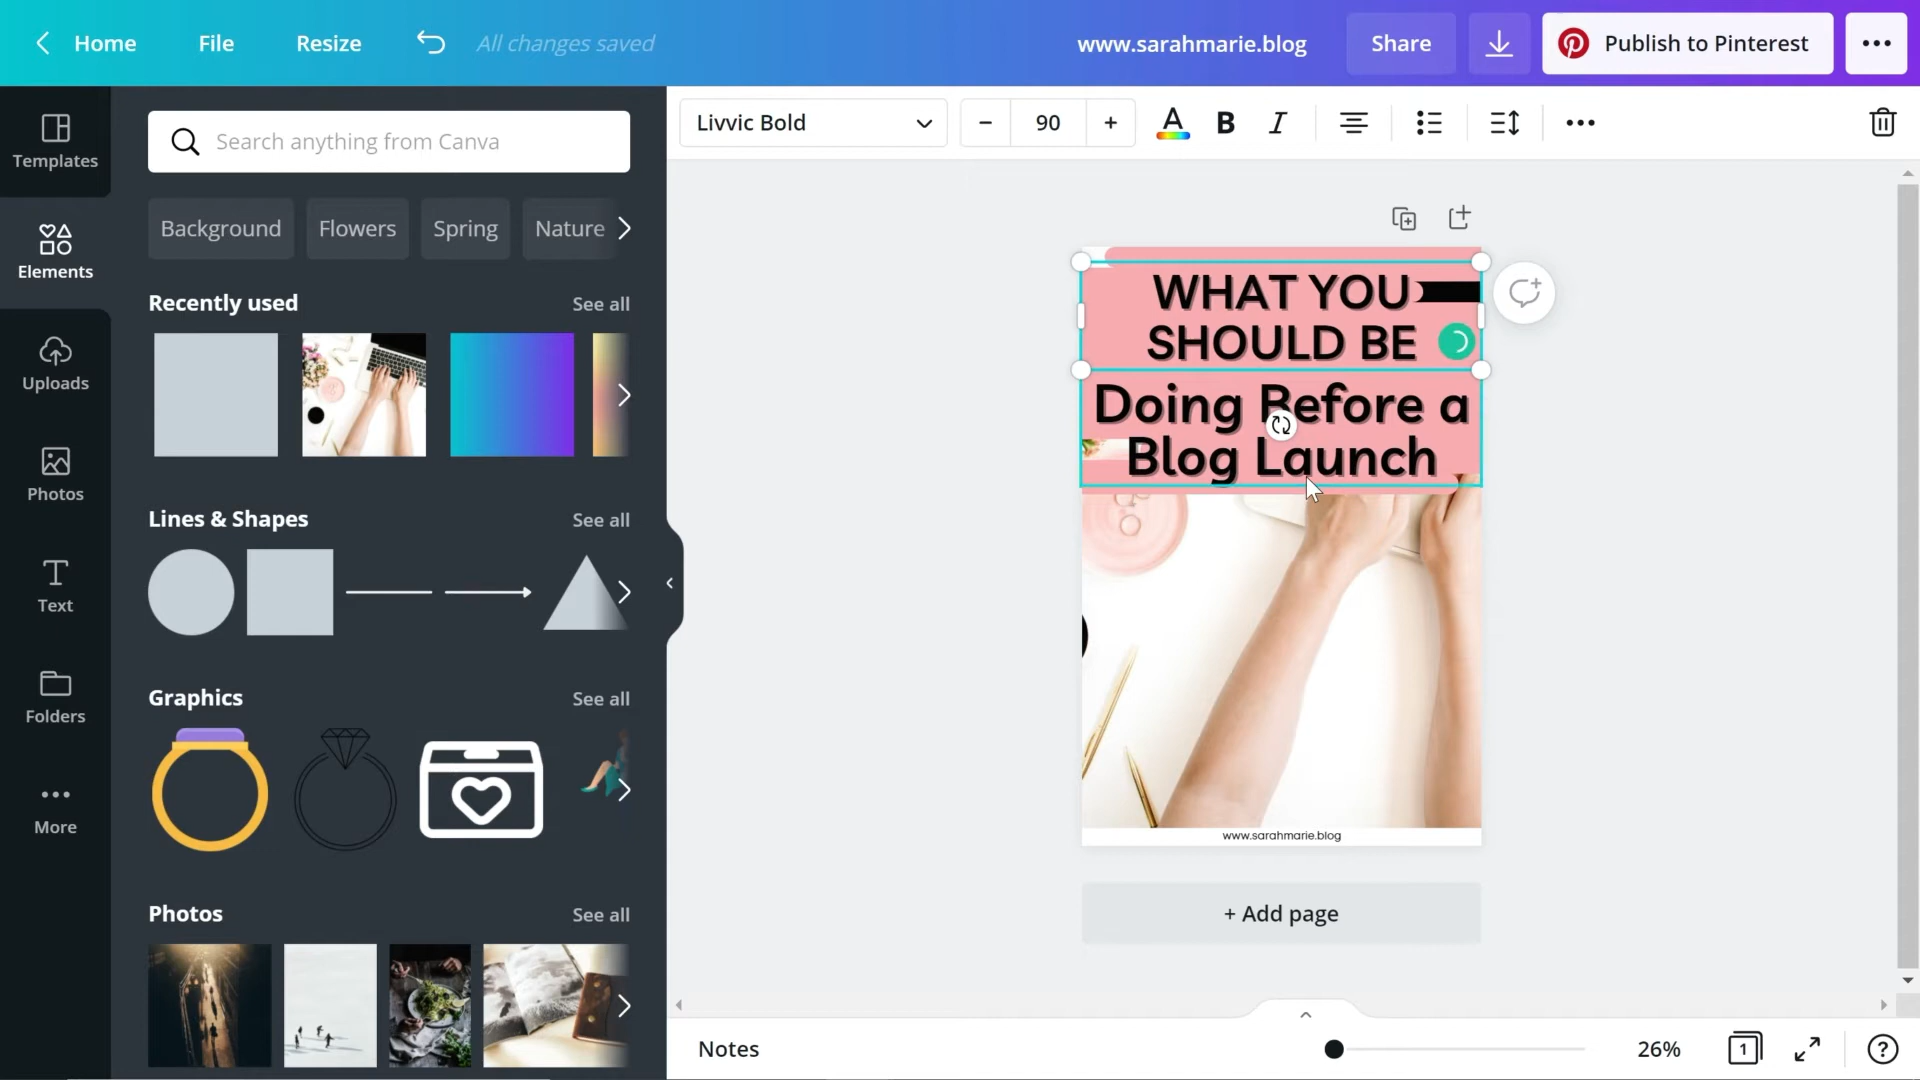 Home
File
Resize
All changes saved
www.sarahmarie.blog
Share
Publish to Pinterest
Templates
Elements
Uploads
Photos
Text
Folders
More
Search anything from Canva
Background
Flowers
Spring
Nature
Recently used
See all
Lines & Shapes
See all
Graphics
See all
Photos
See all
Livvic Bold
90
A
B
I
WHAT YOU
SHOULD BE
Doing Before a
Blog Launch
www.sarahmarie.blog
+ Add page
Notes
26%
1
?